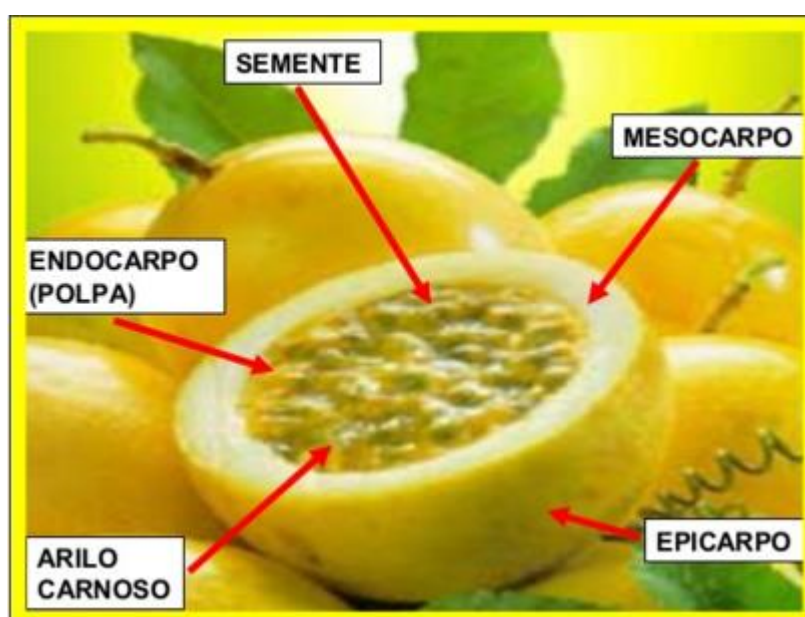 SEMENTE
MESOCARPO
ENDOCARPO
(POLPA)
ARILO
CARNOSO
EPICARPO